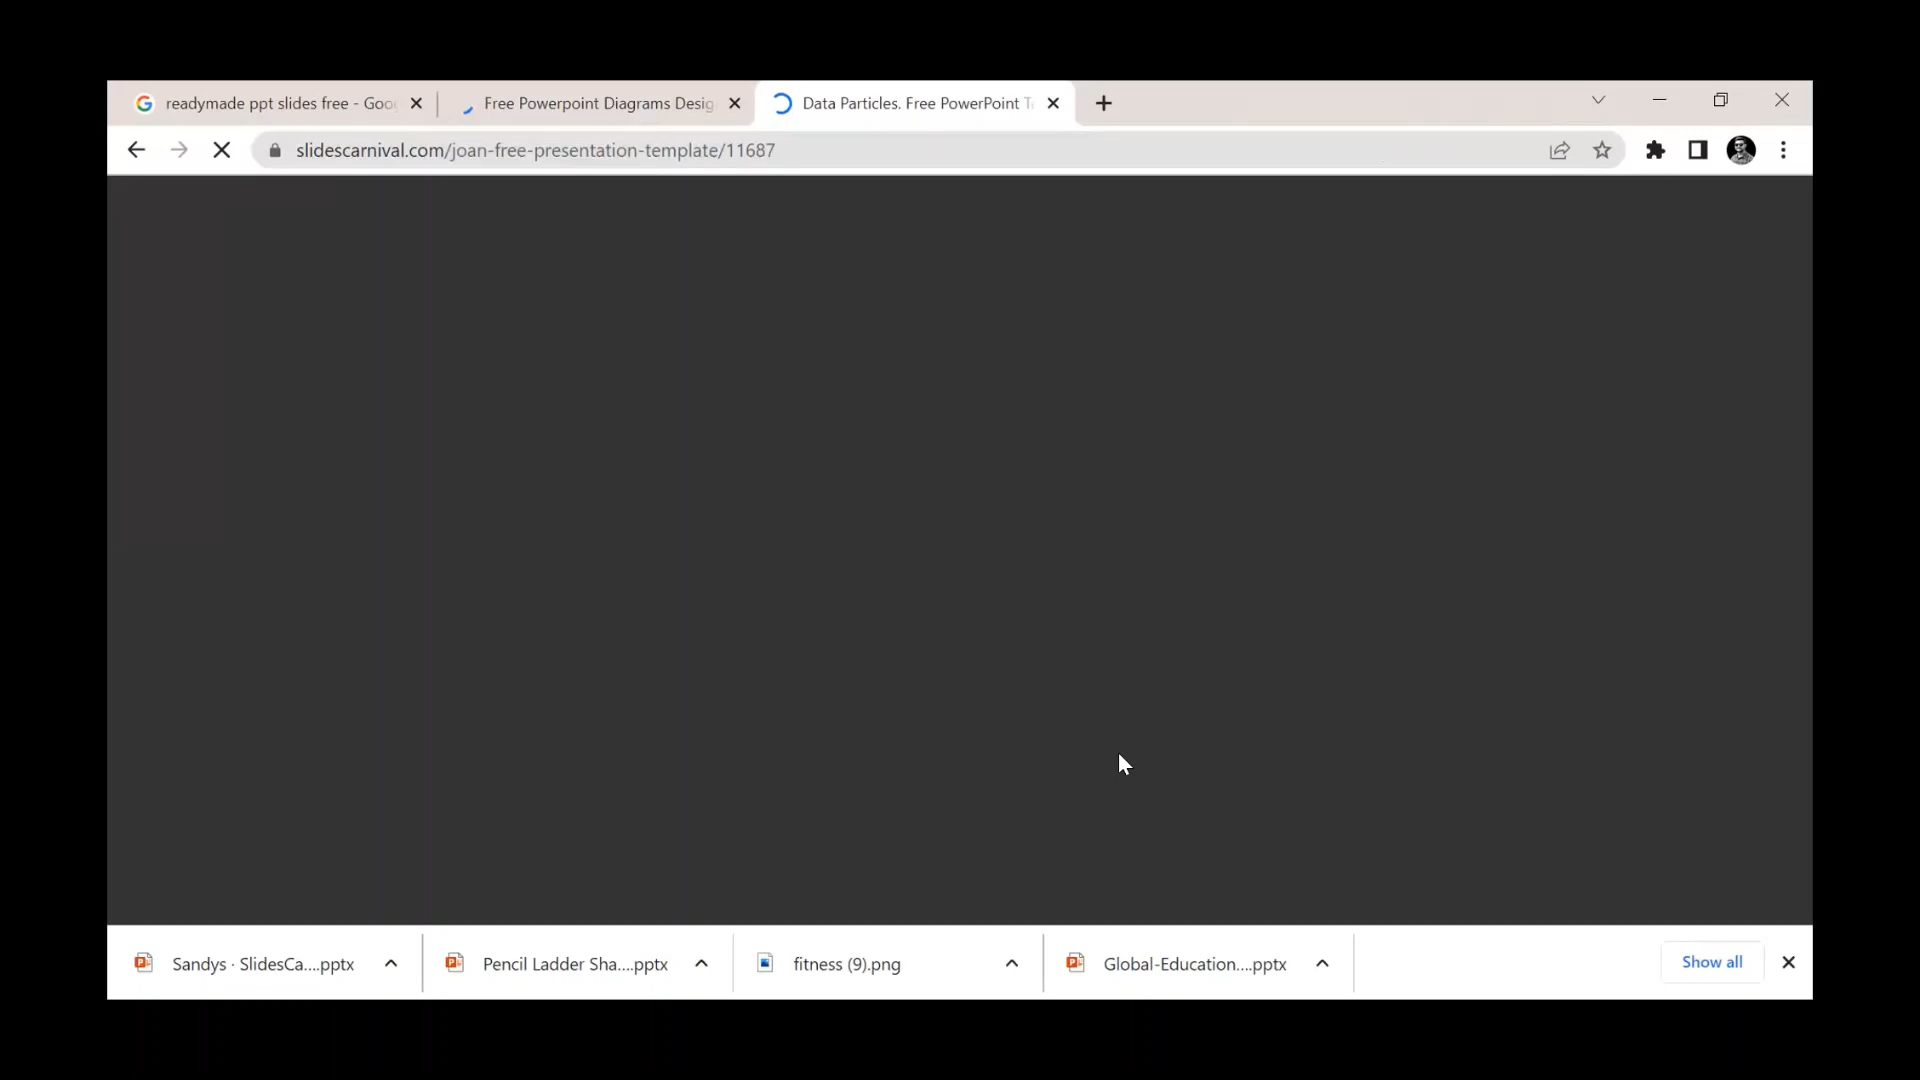 readymade ppt slides free - Goo
Free Powerpoint Diagrams Desig
Data Particles. Free PowerPoint T
slidescarnival.com/joan-free-presentation-template/11687
Sandys · SlidesCa....pptx
Pencil Ladder Sha....pptx
fitness (9).png
Global-Education....pptx
Show all